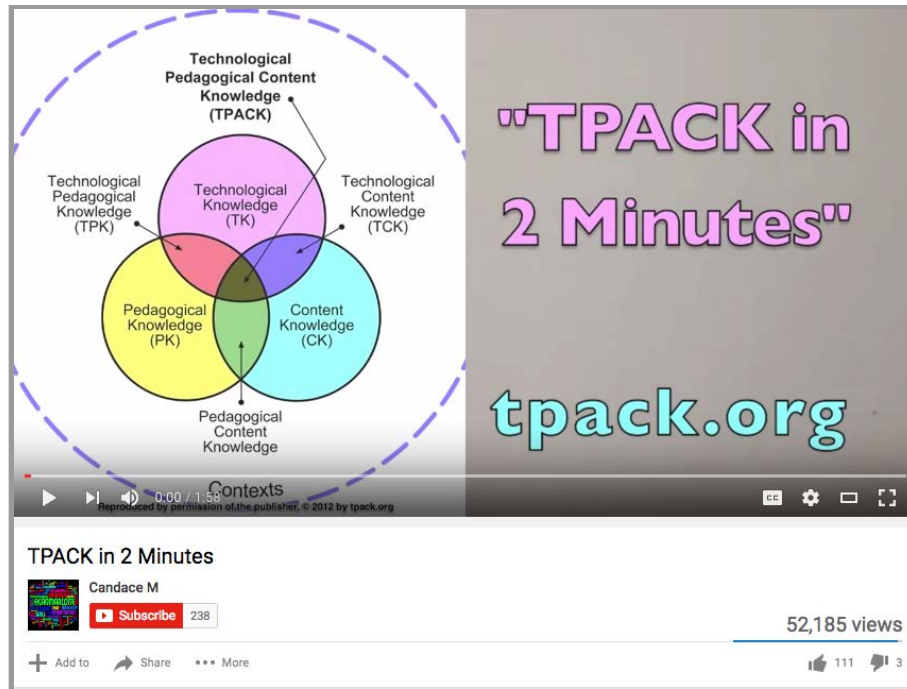 Technological
Pedagogical Content
Knowledge
(TPACK)
Technological
Pedagogical
Knowledge
(TPK)
Technological
Knowledge
(TK)
Technological
Content
Knowledge
(TCK)
Pedagogical
Knowledge
(PK)
Content
Knowledge
(CK)
Pedagogical
Content
Knowledge
Contexts
Reproduced by permission of the publisher, © 2012 by tpack.org
"TPACK in
2 Minutes"
tpack.org
0:00 / 1:58
CC
TPACK in 2 Minutes
Candace M
Subscribe 238
52,185 views
Add to Share More
111 3